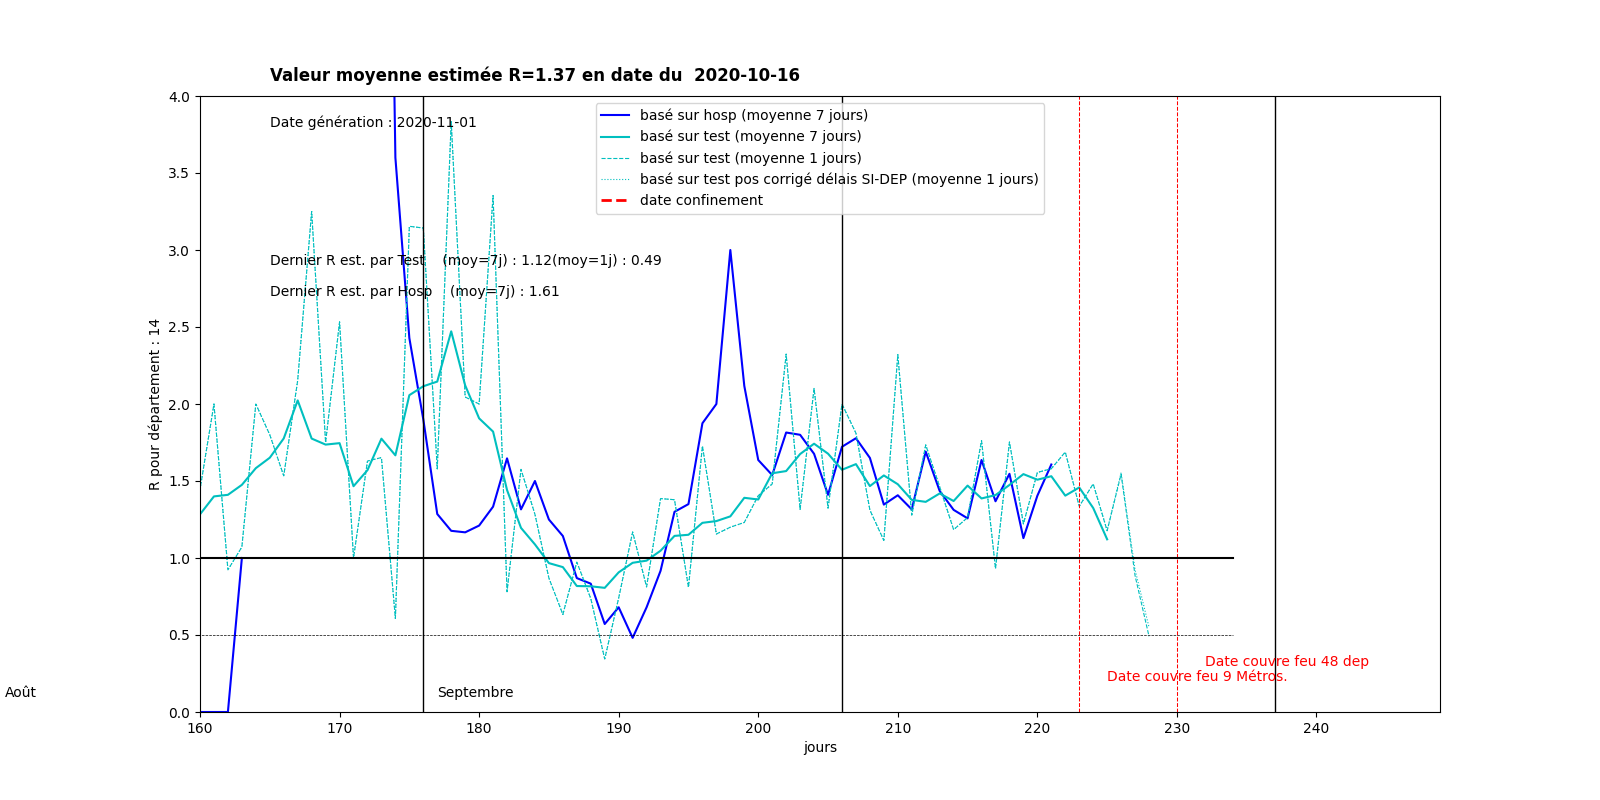 Valeur moyenne estimée R=1.37 en date du  2020-10-16
4.0
Date génération : 2020-11-01
basé sur hosp (moyenne 7 jours)
basé sur test (moyenne 7 jours)
basé sur test (moyenne 1 jours)
basé sur test pos corrigé délais SI-DEP (moyenne 1 jours)
date confinement
3.5
3.0
Dernier R est. par Test    (moy=7j) : 1.12(moy=1j) : 0.49
Dernier R est. par Hosp    (moy=7j) : 1.61
2.5
R pour département : 14
2.0
1.5
1.0
0.5
Date couvre feu 48 dep
Date couvre feu 9 Métros.
Août
Septembre
0.0
160 170 180 190 200 210 220 230 240
jours